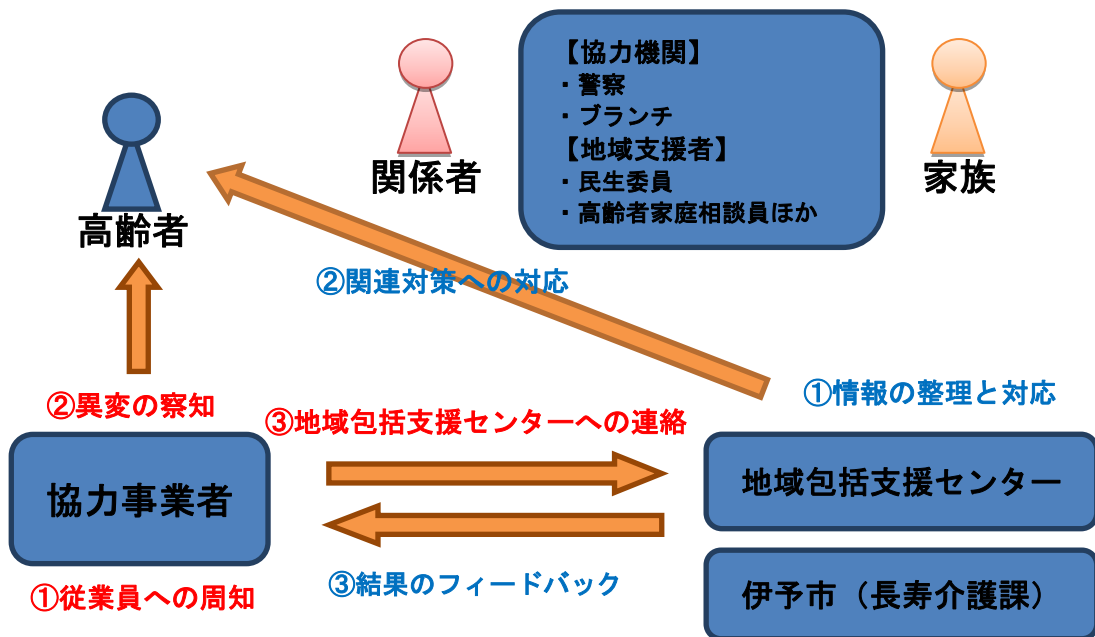 【協力機関】
・警察
・ブランチ
【地域支援者】
・民生委員
・高齢者家庭相談員ほか
関係者
家族
高齢者
②関連対策への対応
②異変の察知
①情報の整理と対応
③地域包括支援センターへの連絡
協力事業者
地域包括支援センター
①従業員への周知
③結果のフィードバック
伊予市（長寿介護課）